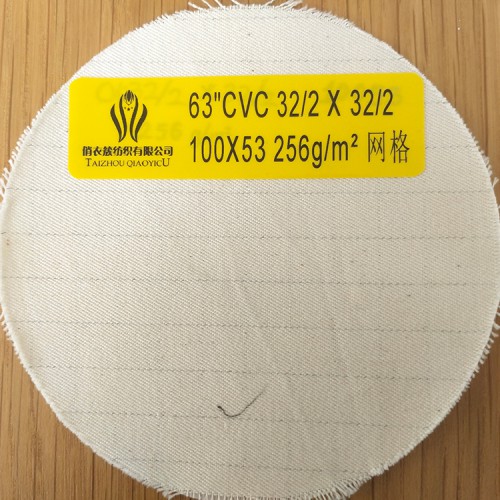 63"CVC 32/2 X 32/2
100X53 256g/m² 网格
俏衣蔟纺织有限公司
TAIZHOU QIAOYICU